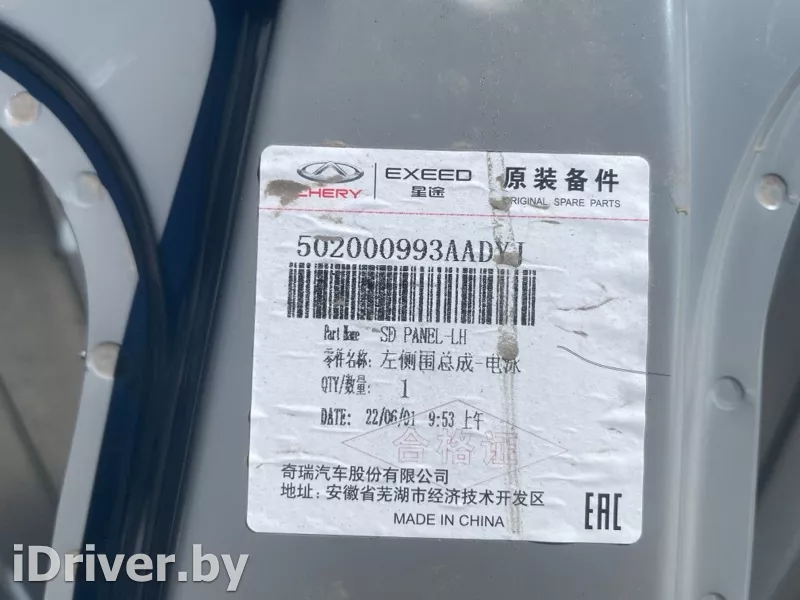 CHERY
EXEED
星途
原装备件
ORIGINAL SPARE PARTS
502000993AADYJ
Part Name SD PANEL-LH
零件名称: 左侧围总成-电泳
QTY/数量: 1
DATE: 22/06/01 9:53 上午
合格证
奇瑞汽车股份有限公司
地址: 安徽省芜湖市经济技术开发区
MADE IN CHINA
EAC
iDriver.by